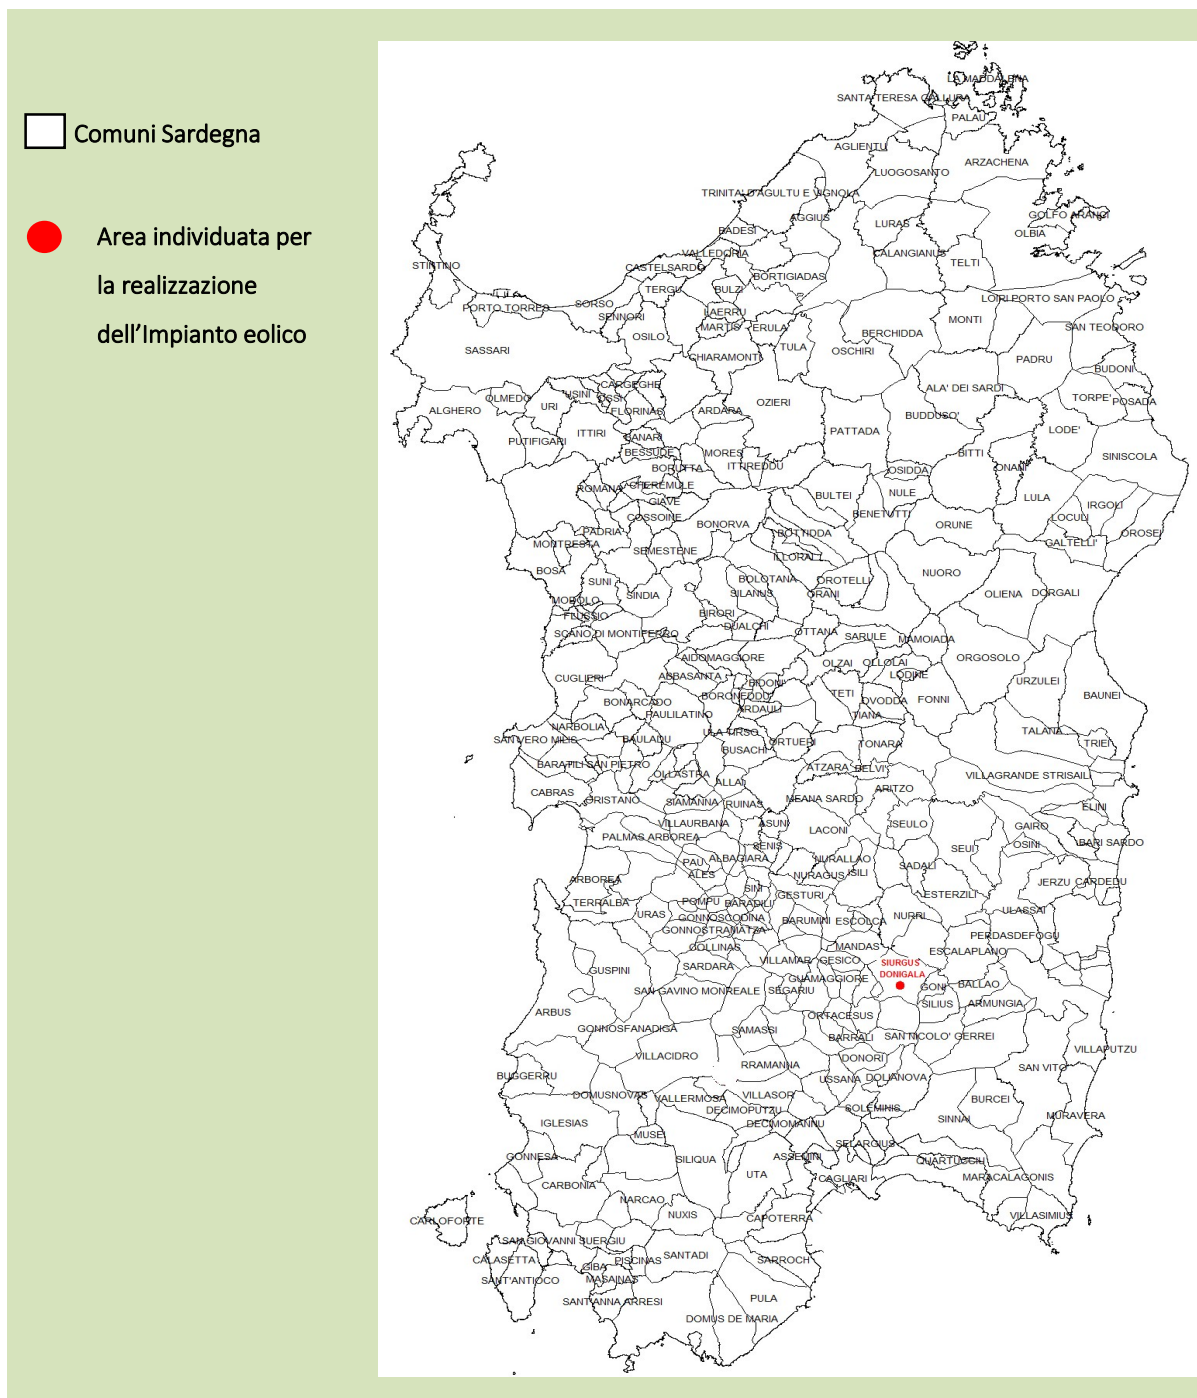 Comuni Sardegna
Area individuata per
la realizzazione
dell'Impianto eolico
LA MADDALENA
SANTA TERESA GALLURA
PALAU
AGLIENTU
ARZACHENA
LUOGOSANTO
TRINITA' D'AGULTU E VIGNOLA
AGGIUS
LURAS
GOLFO ARANCI
BADESI
OLBIA
VALLEDORIA
CALANGIANUS
STINTINO
CASTELSARDO
TELTI
BORTIGIADAS
TERGU
BULZI
LOIRI PORTO SAN PAOLO
PORTO TORRES
SORSO
SENNORI
LAERRU
MONTI
MARTIS
ERULA
SAN TEODORO
OSILO
BERCHIDDA
SASSARI
TULA
OSCHIRI
CHIARAMONTI
PADRU
BUDONI
CARGEGHE
ALA' DEI SARDI
USINI
OSSI
OLMEDO
TORPE'
POSADA
URI
OZIERI
ALGHERO
FLORINAS
ARDARA
BUDDUSO'
ITTIRI
PATTADA
LODE'
BANARI
PUTIFIGARI
BESSUDE
MORES
BITTI
SINISCOLA
BORUTTA
ITTIREDDU
OSIDDA
ONANI'
ROMANA
CHEREMULE
BULTEI
NULE
LULA
GIAVE
IRGOLI
COSSOINE
BENETUTTI
LOCULI
BONORVA
ORUNE
PADRIA
BOTTIDDA
OROSEI
MONTRESTA
SEMESTENE
GALTELLI'
ILLORAI
BOSA
NUORO
SUNI
BOLOTANA
OROTELLI
SINDIA
SILANUS
ORANI
OLIENA
DORGALI
MODOLO
BIRORI
FLUSSIO
DUALCHI
SCANO DI MONTIFERRO
OTTANA
SARULE
MAMOIADA
AIDOMAGGIORE
OLZAI
OLLOLAI
ORGOSOLO
CUGLIERI
ABBASANTA
LODINE
BIDONI'
URZULEI
BORONEDDU
TETI
OVODDA
FONNI
BAUNEI
BONARCADO
ARDAULI
PAULILATINO
TIANA
NARBOLIA
ULA TIRSO
TALANA
SAN VERO MILIS
BAULADU
BUSACHI
ORTUERI
TONARA
TRIEI
BARATILI SAN PIETRO
ATZARA
BELVI'
OLLASTRA
VILLAGRANDE STRISAILI
ALLAI
CABRAS
ARITZO
ORISTANO
SIAMANNA
RUINAS
MEANA SARDO
ELINI
VILLAURBANA
ASUNI
LACONI
ISEULO
GAIRO
PALMAS ARBOREA
BARI SARDO
SENIS
SEUI
OSINI
ALBAGIARA
PAU
NURALLAO
SADALI
ALES
NURAGUS
ISILI
ARBOREA
JERZU
CARDEDU
SINI
GESTURI
ESTERZILI
TERRALBA
POMPU
BARADILI
URAS
GONNOSCODINA
BARUMINI
ESCOLCA
NURRI
ULASSAI
GONNOSTRAMATZA
PERDASDEFOGU
COLLINAS
MANDAS
ESCALAPLANO
SARDARA
VILLAMAR
GESICO
SIURGUS
DONIGALA
GUSPINI
GUAMAGGIORE
SAN GAVINO MONREALE
SEGARIU
GONI
BALLAO
SILIUS
ARMUNGIA
ARBUS
ORTACESUS
GONNOSFANADIGA
SAMASSI
BARRALI
SAN NICOLO' GERREI
VILLAPUTZU
VILLACIDRO
DONORI
RRAMANNA
SAN VITO
BUGGERRU
USSANA
DOLIANOVA
DOMUSNOVAS
VALLERMOSA
VILLASOR
BURCEI
DECIMOPUTZU
SOLEMINIS
MURAVERA
IGLESIAS
DECIMOMANNU
SINNAI
MUSEI
SELARGIUS
GONNESA
SILIQUA
ASSEMINI
QUARTUCCIU
UTA
CAGLIARI
MARACALAGONIS
CARBONIA
NARCAO
CARLOFORTE
NUXIS
CAPOTERRA
VILLASIMIUS
SAN GIOVANNI SUERGIU
CALASETTA
PISCINAS
SANTADI
SARROCH
GIBA
SANT'ANTIOCO
MASAINAS
SANT'ANNA ARRESI
PULA
DOMUS DE MARIA